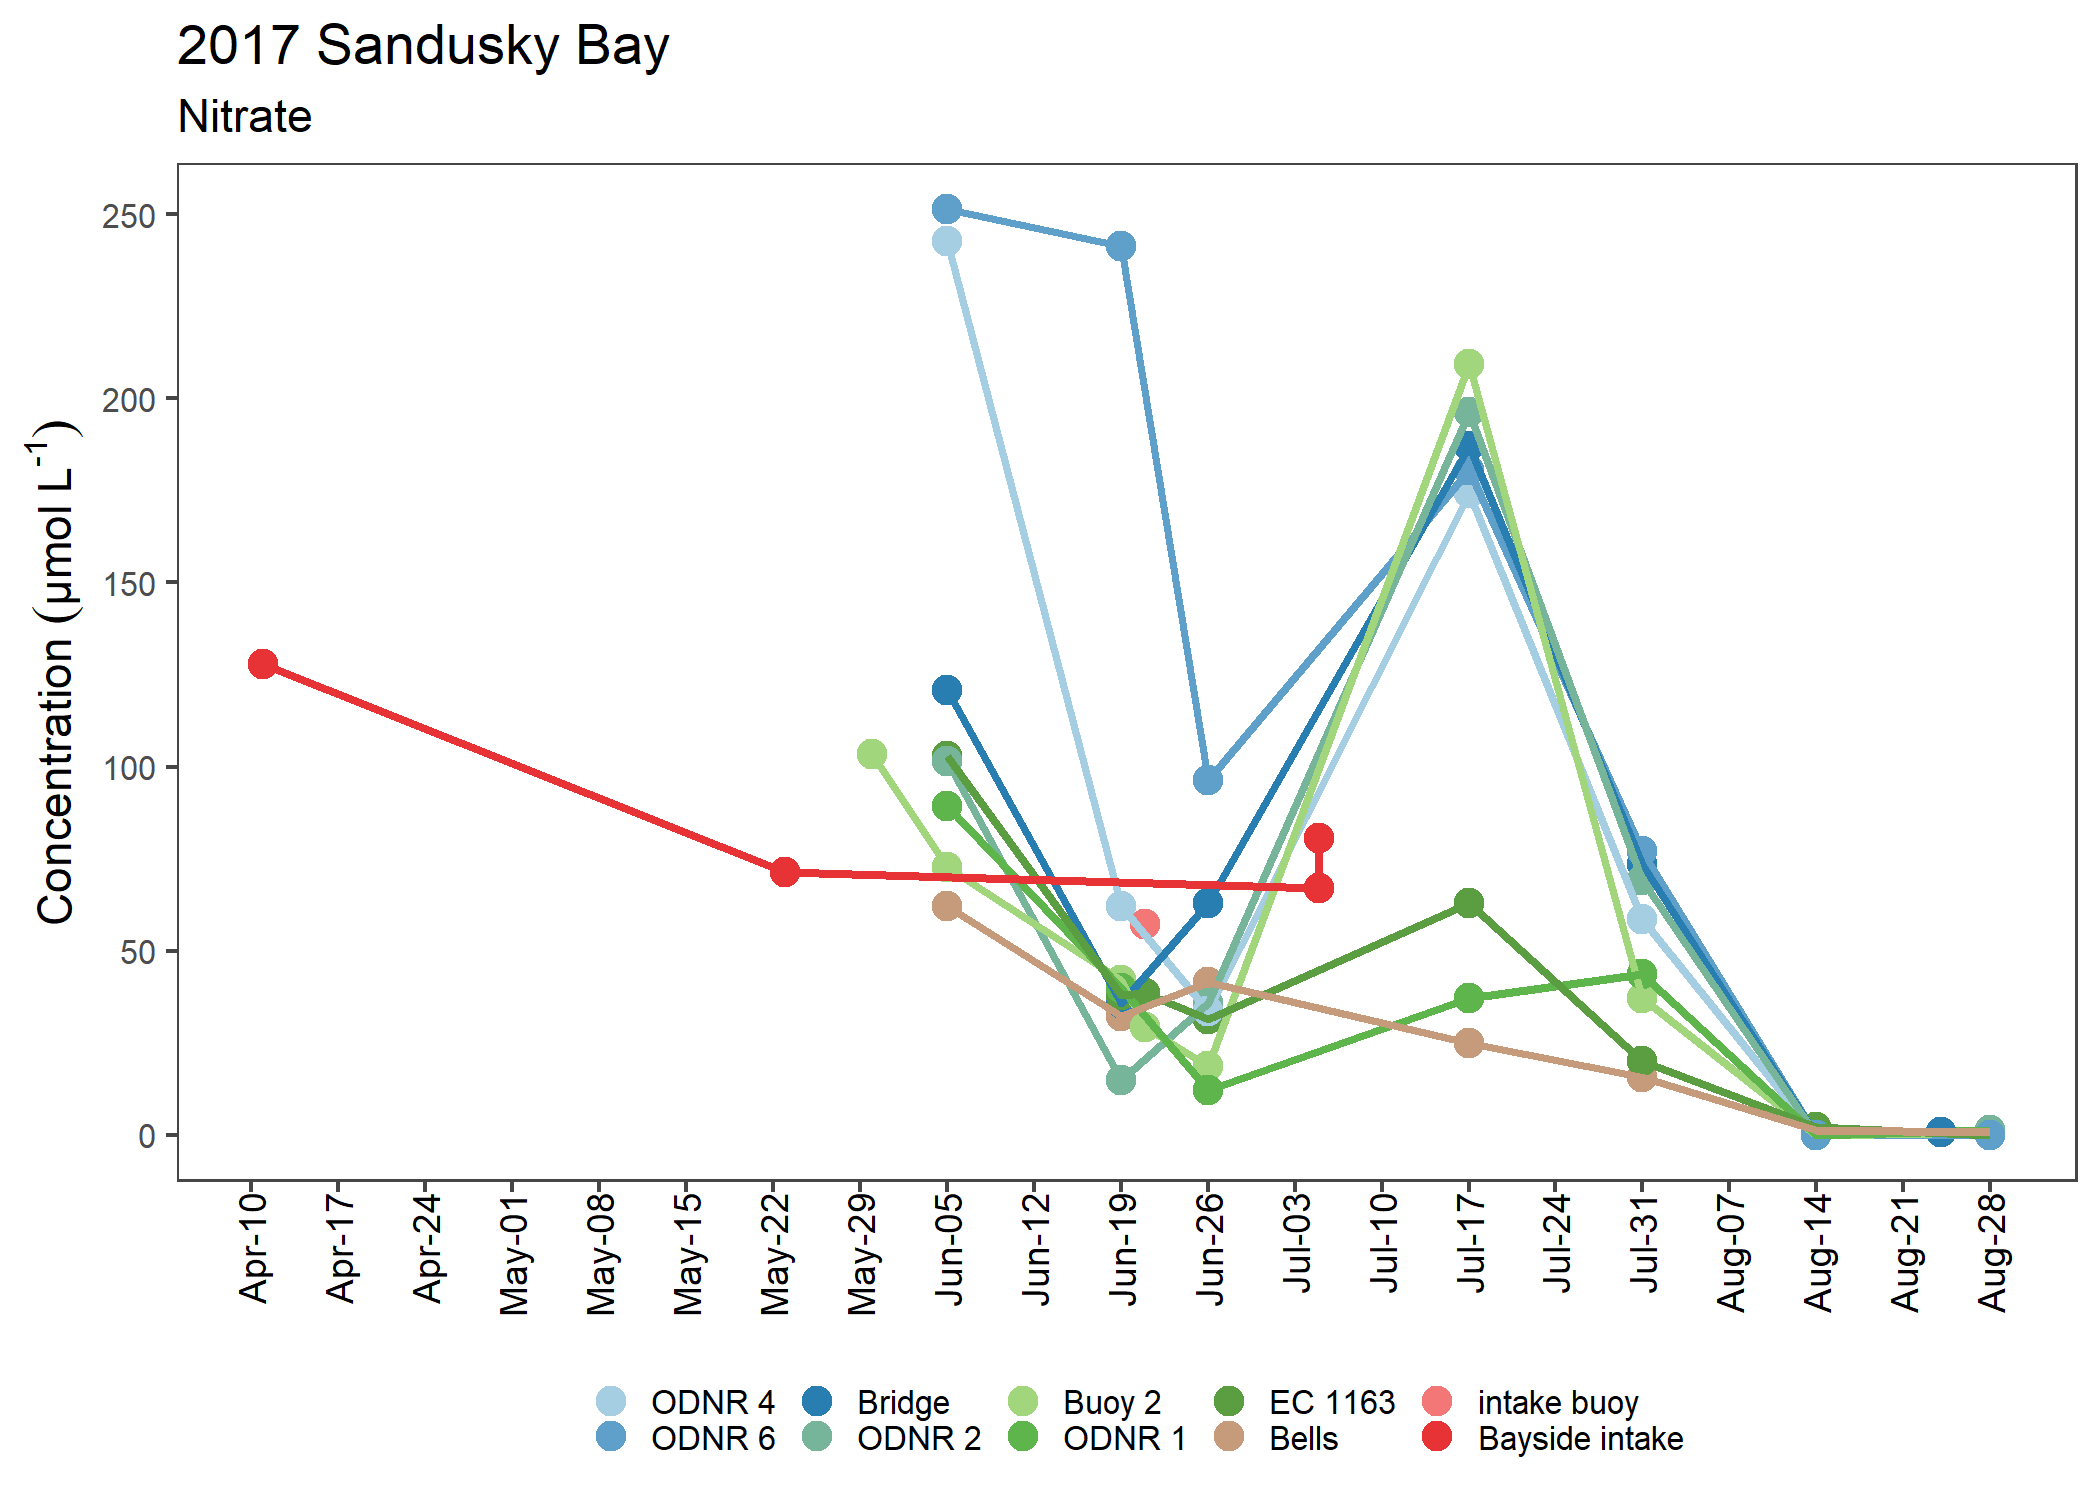 2017 Sandusky Bay
Nitrate
Concentration (µmol L⁻¹)
250
200
150
100
50
0
Apr-10
Apr-17
Apr-24
May-01
May-08
May-15
May-22
May-29
Jun-05
Jun-12
Jun-19
Jun-26
Jul-03
Jul-10
Jul-17
Jul-24
Jul-31
Aug-07
Aug-14
Aug-21
Aug-28
ODNR 4 Bridge Buoy 2 EC 1163 intake buoy
ODNR 6 ODNR 2 ODNR 1 Bells Bayside intake